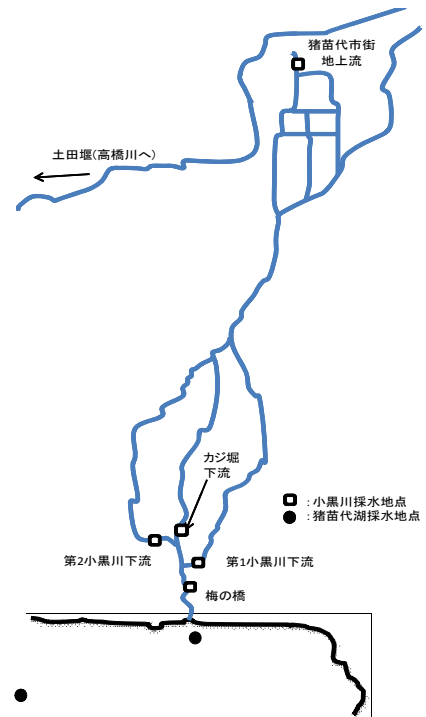 猪苗代市街
地上流
土田堰(高橋川へ)
カジ堀
下流
:小黒川採水地点
:猪苗代湖採水地点
第2小黒川下流
第1小黒川下流
梅の橋